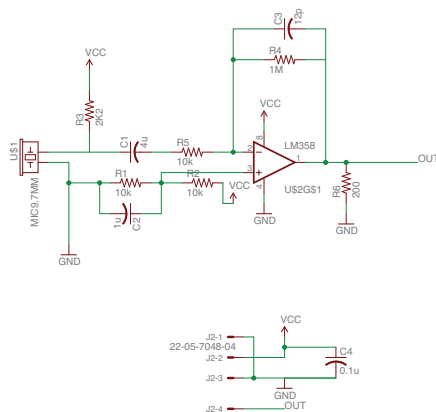 C3
12p
R4
1M
VCC
VCC
R3
2K2
C1
4u
R5
10k
8
LM358
2
1
3
4
U$2G$1
OUT
U$1
MIC9.7MM
R1
10k
R2
10k
VCC
1u
C2
R6
200
GND
GND
GND
VCC
J2-1
22-05-7048-04
J2-2
C4
0.1u
J2-3
GND
J2-4
OUT